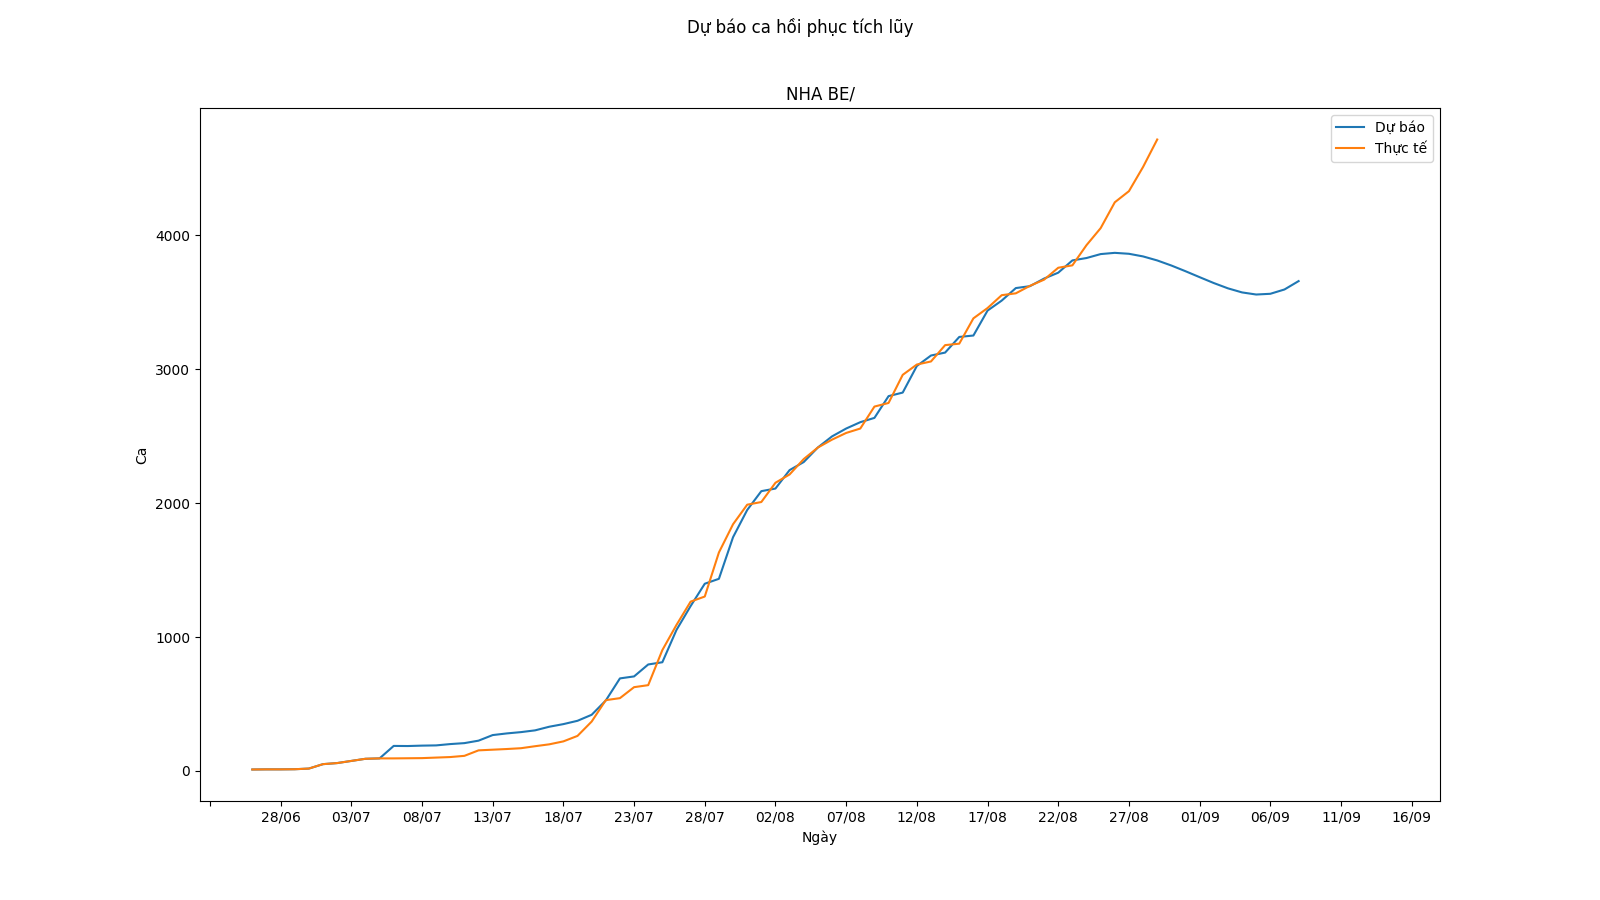 Dự báo ca hồi phục tích lũy
NHA BE/
Dự báo
Thực tế
4000
3000
2000
1000
0
Ca
28/06 03/07 08/07 13/07 18/07 23/07 28/07 02/08 07/08 12/08 17/08 22/08 27/08 01/09 06/09 11/09 16/09
Ngày